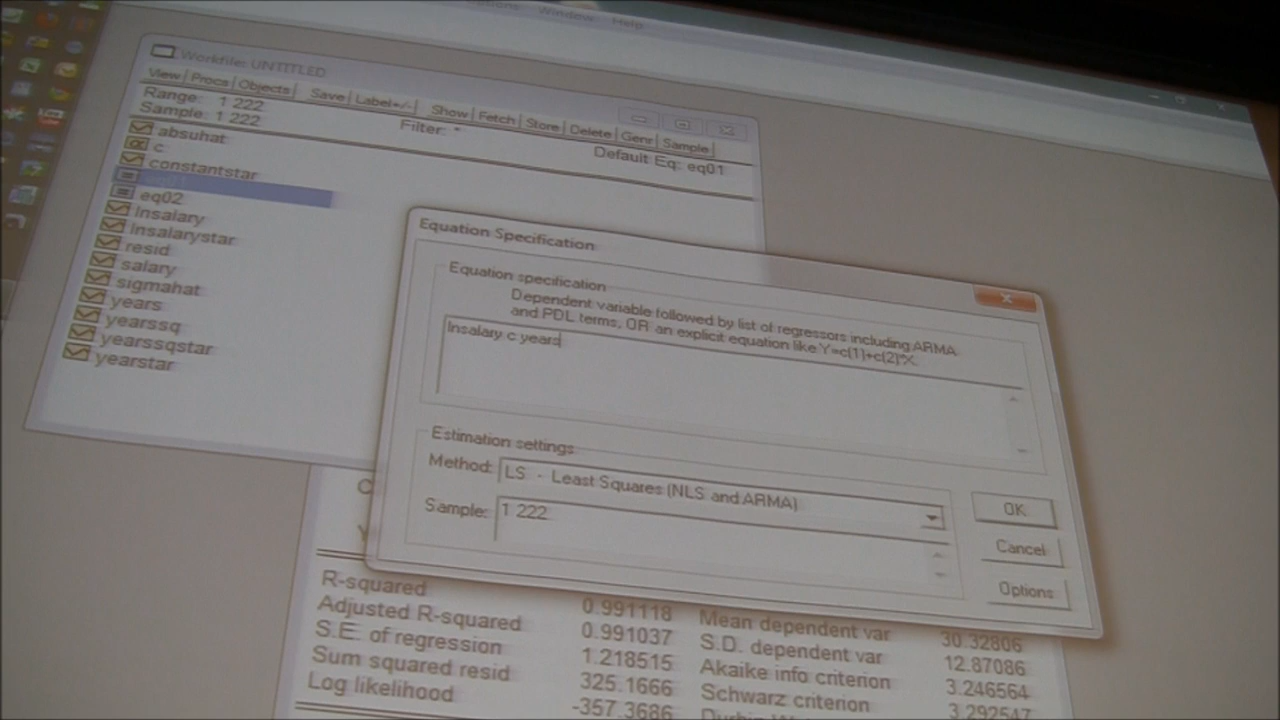 Options Window Help
Workfile: UNTITLED
View Procs Objects Save Label+/- Show Fetch Store Delete Genr Sample
Range: 1 222
Sample: 1 222
Filter: *
Default Eq: eq01
absuhat
c
constantstar
eq01
eq02
lnsalary
lnsalarystar
resid
salary
sigmahat
years
yearssq
yearssqstar
yearstar
Equation Specification
Equation specification
Dependent variable followed by list of regressors including ARMA
and PDL terms, OR an explicit equation like Y=c(1)+c(2)*X.
lnsalary c years
Estimation settings
Method: LS - Least Squares (NLS and ARMA)
Sample: 1 222
OK
Cancel
Options
R-squared 0.991118 Mean dependent var 30.32806
Adjusted R-squared 0.991037 S.D. dependent var 12.87086
S.E. of regression 1.218515 Akaike info criterion 3.246564
Sum squared resid 325.1666 Schwarz criterion 3.292547
Log likelihood -357.3686